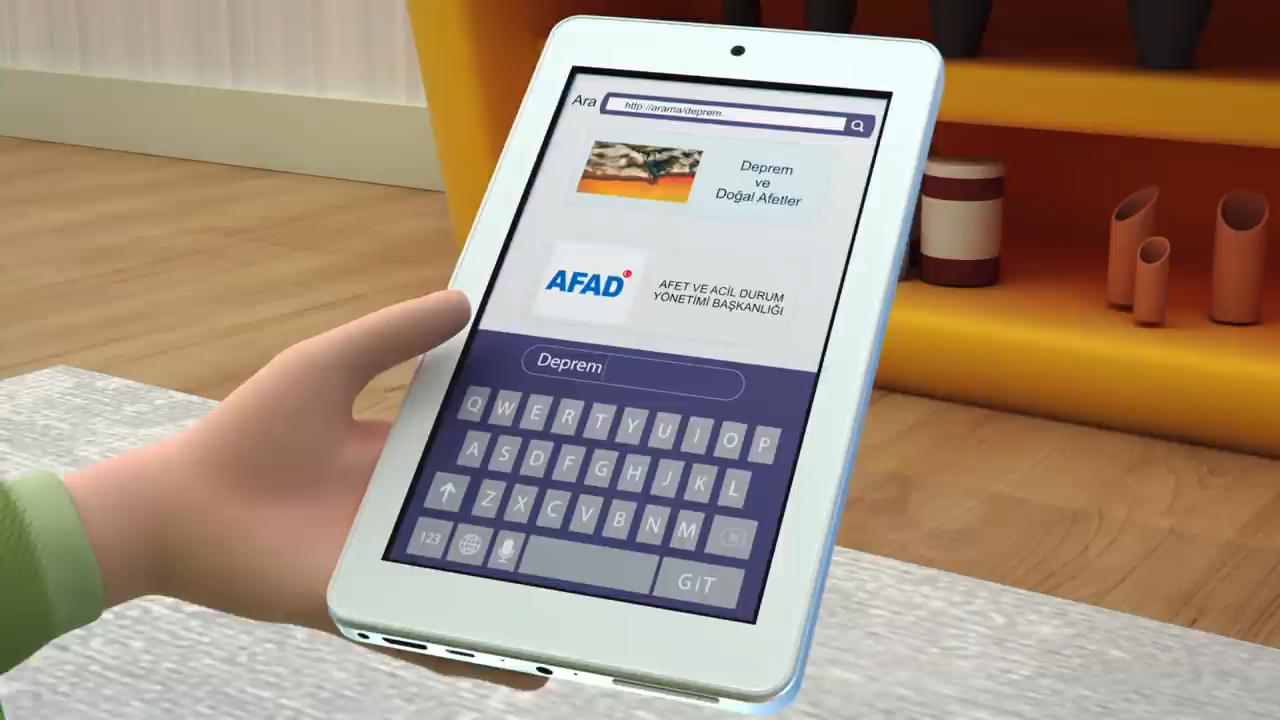 Ara
http://arama/deprem..
Deprem
ve
Doğal Afetler
AFAD
AFET VE ACİL DURUM
YÖNETİMİ BAŞKANLIĞI
Deprem
Q W E R T Y U I O P
A S D F G H J K L
Z X C V B N M
123
GİT